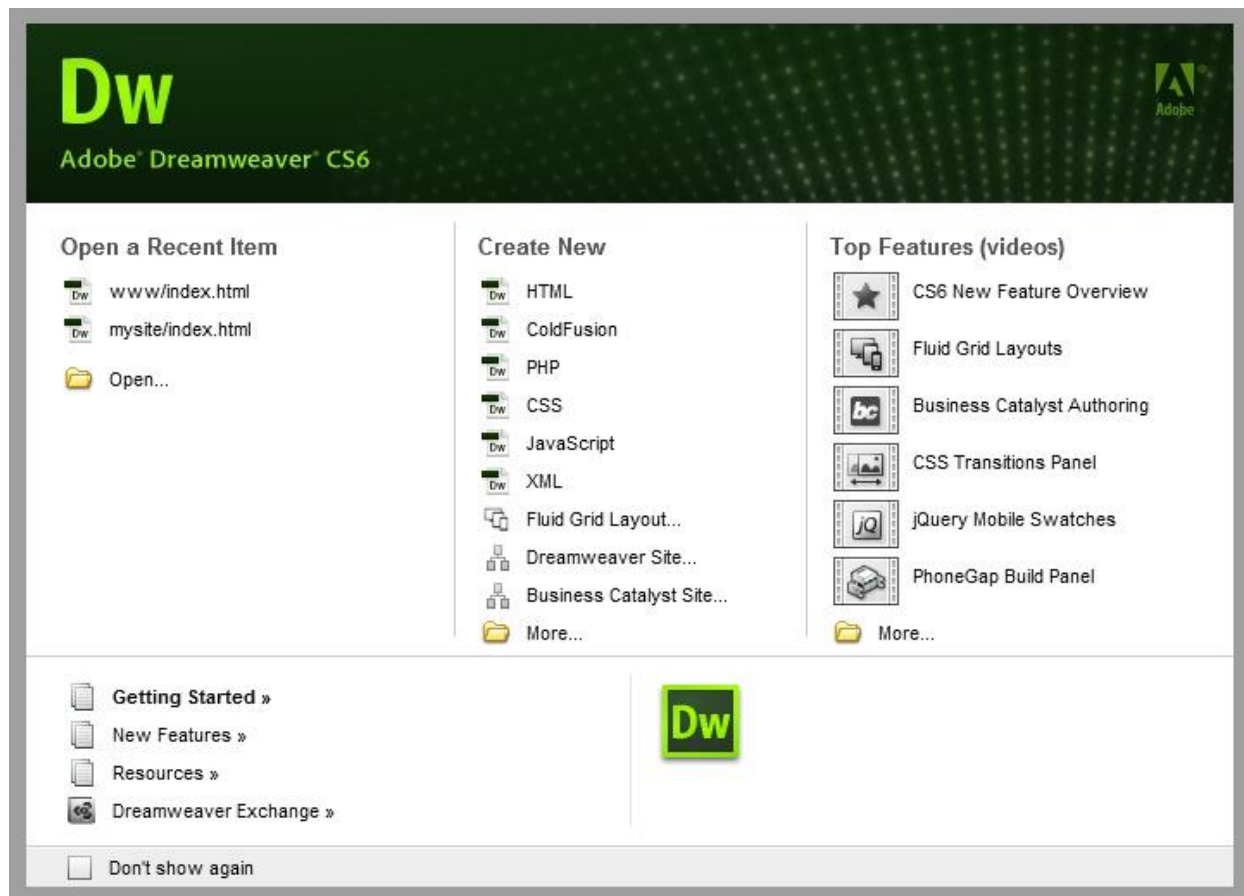 Dw
Adobe® Dreamweaver® CS6
Adobe®
Open a Recent Item
www/index.html
mysite/index.html
Open...
Create New
HTML
ColdFusion
PHP
CSS
JavaScript
XML
Fluid Grid Layout...
Dreamweaver Site...
Business Catalyst Site...
More...
Top Features (videos)
CS6 New Feature Overview
Fluid Grid Layouts
bc
Business Catalyst Authoring
CSS Transitions Panel
jQ
jQuery Mobile Swatches
PhoneGap Build Panel
More...
Getting Started »
New Features »
Resources »
Dreamweaver Exchange »
Dw
Don't show again